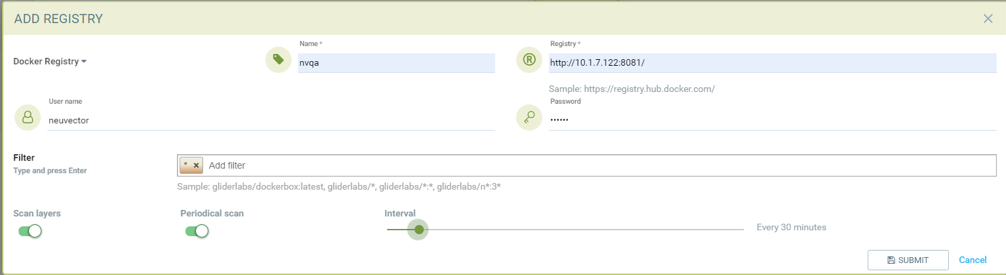 ADD REGISTRY
Docker Registry
Name *
nvqa
Registry *
http://10.1.7.122:8081/
Sample: https://registry.hub.docker.com/
User name
neuvector
Password
••••••
Filter
Type and press Enter
* × Add filter
Sample: gliderlabs/dockerbox:latest, gliderlabs/*, gliderlabs/*:*, gliderlabs/n*:3*
Scan layers
Periodical scan
Interval
Every 30 minutes
SUBMIT
Cancel